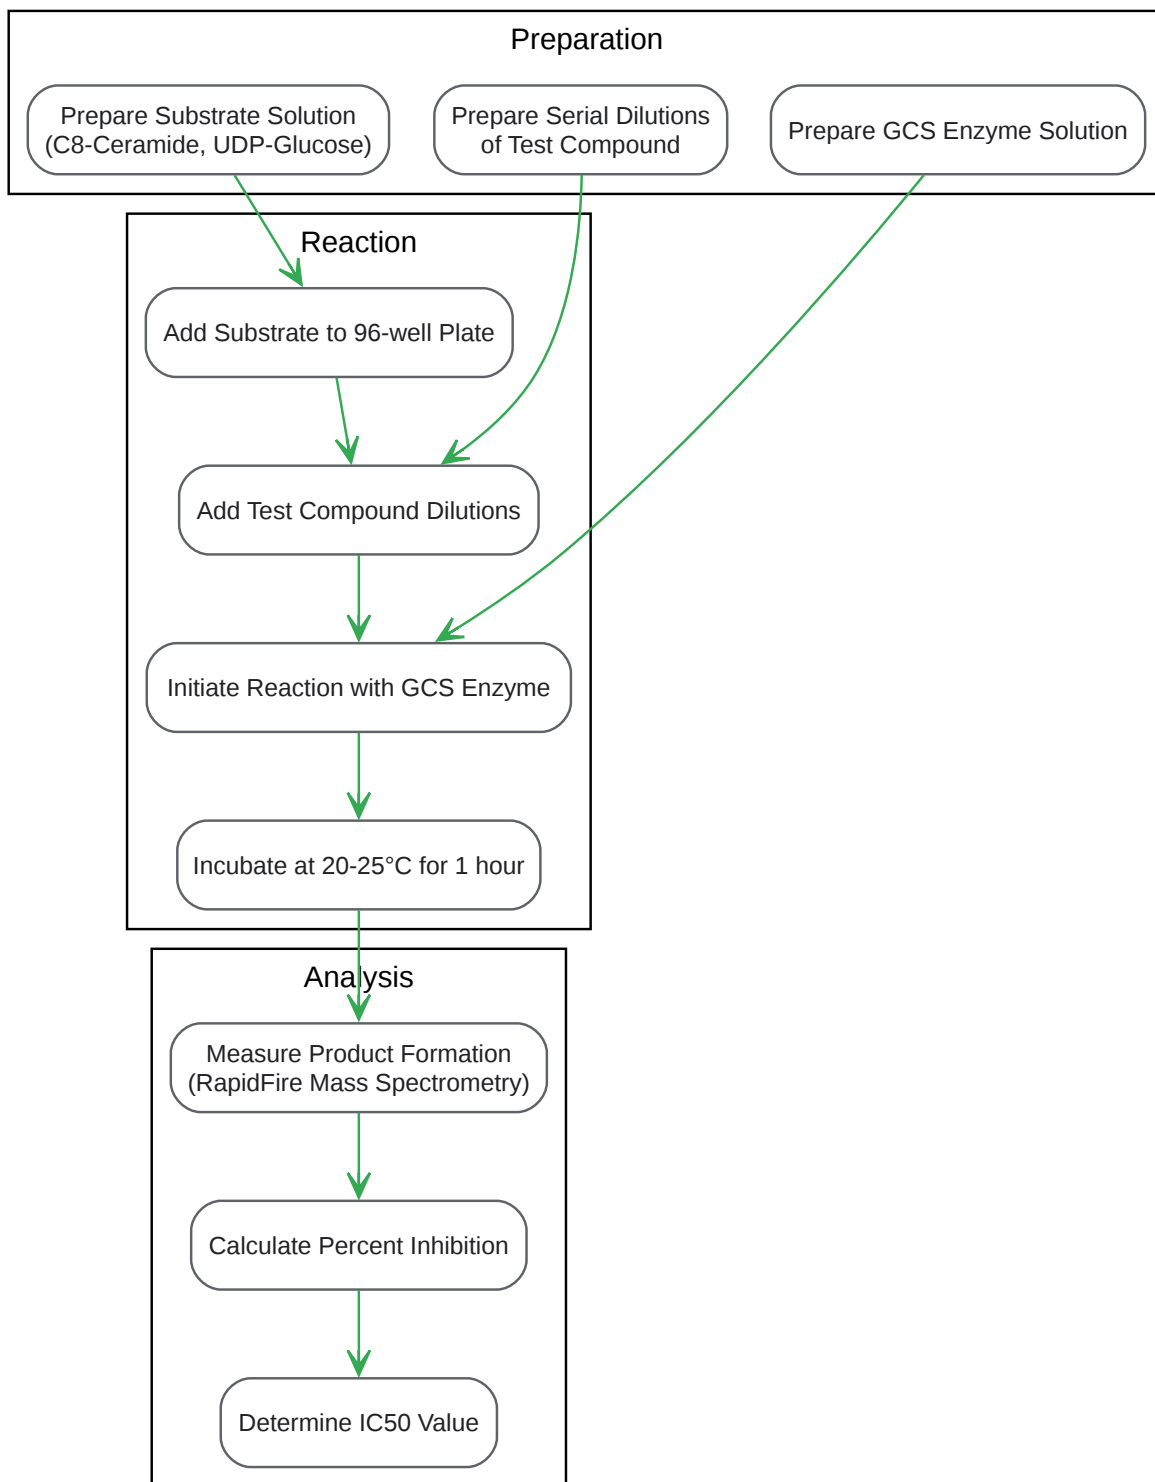 Preparation
Prepare Substrate Solution
(C8-Ceramide, UDP-Glucose)
Prepare Serial Dilutions
of Test Compound
Prepare GCS Enzyme Solution
Reaction
Add Substrate to 96-well Plate
Add Test Compound Dilutions
Initiate Reaction with GCS Enzyme
Incubate at 20-25°C for 1 hour
Analysis
Measure Product Formation
(RapidFire Mass Spectrometry)
Calculate Percent Inhibition
Determine IC50 Value